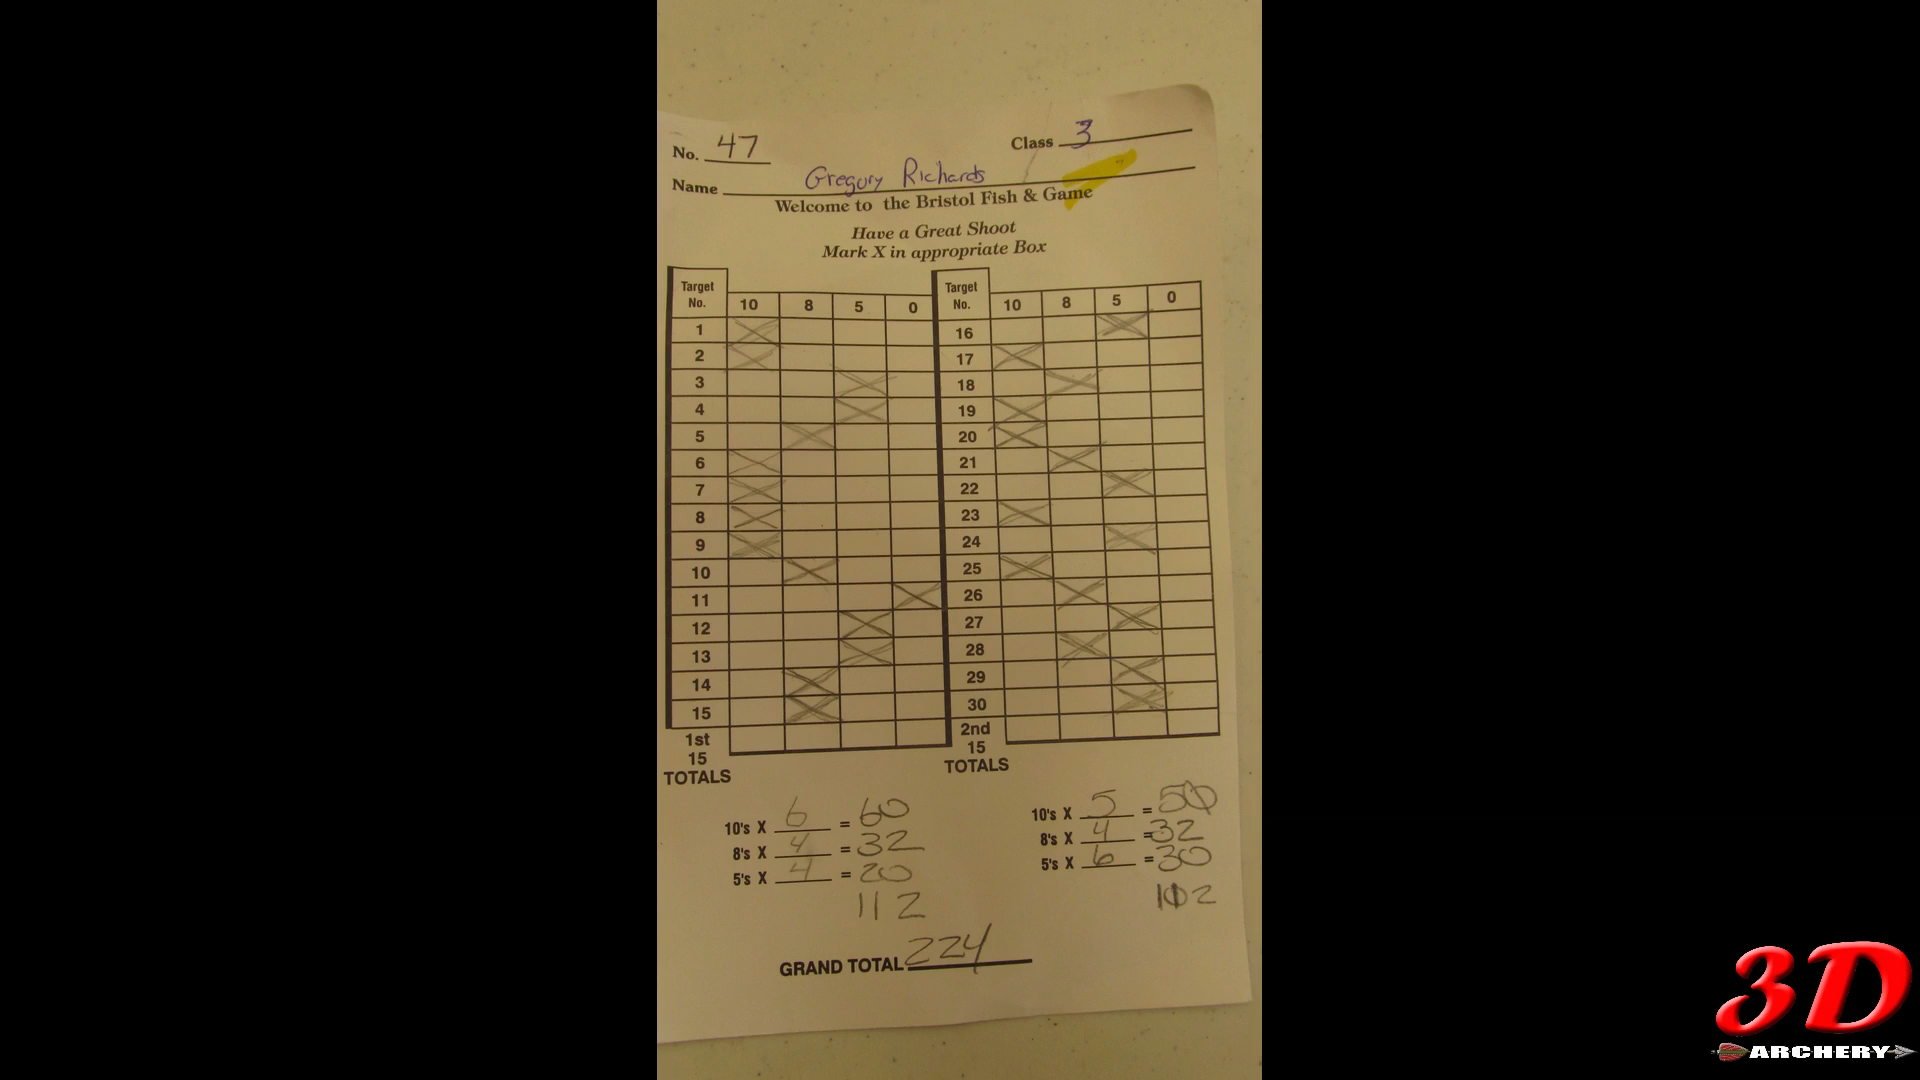 No. 47 Class 3
Name Gregory Richards
Welcome to the Bristol Fish & Game
Have a Great Shoot
Mark X in appropriate Box
Target No. 10 8 5 0 Target No. 10 8 5 0
1 X 16 X
2 X 17 X
3 X 18 X
4 X 19 X
5 X 20 X
6 X 21 X
7 X 22 X
8 X 23 X
9 X 24 X
10 X 25 X
11 X 26 X
12 X 27 X
13 X 28 X
14 X 29 X
15 X 30 X
1st 15 TOTALS 2nd 15 TOTALS
10's X 6 = 60 10's X 5 = 50
8's X 4 = 32 8's X 4 = 32
5's X 4 = 20 5's X 6 = 30
112 112
GRAND TOTAL 224
3D
ARCHERY